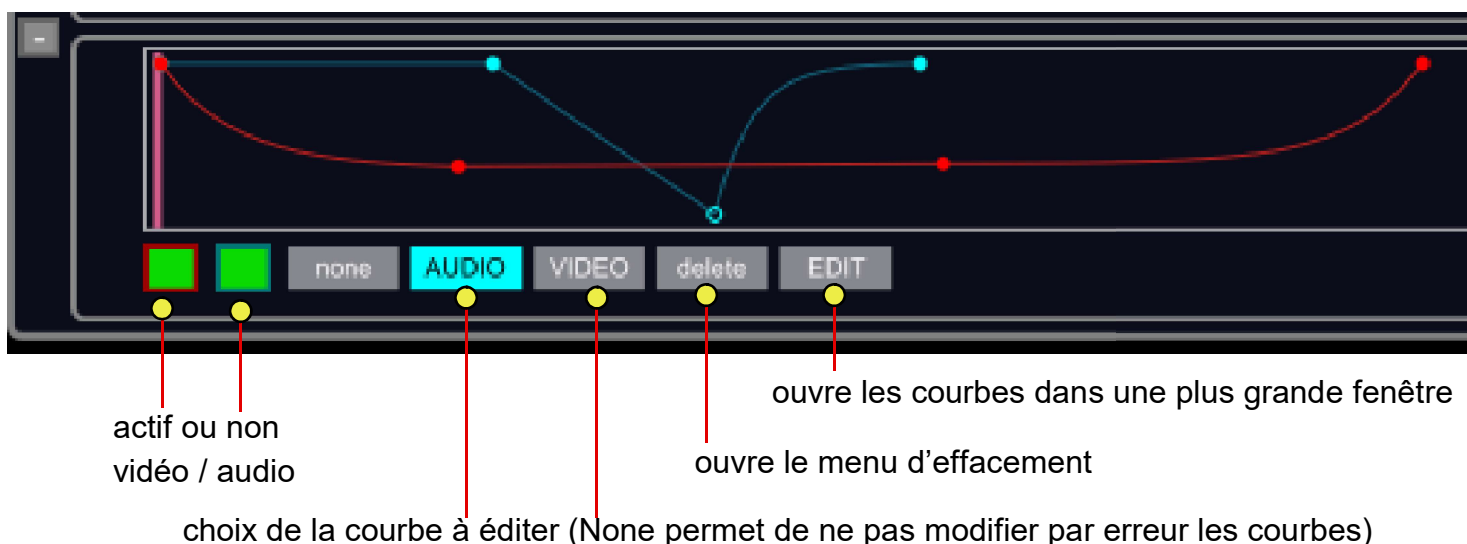 -
none AUDIO VIDEO delete EDIT
ouvre les courbes dans une plus grande fenêtre
actif ou non
vidéo / audio
ouvre le menu d’effacement
choix de la courbe à éditer (None permet de ne pas modifier par erreur les courbes)